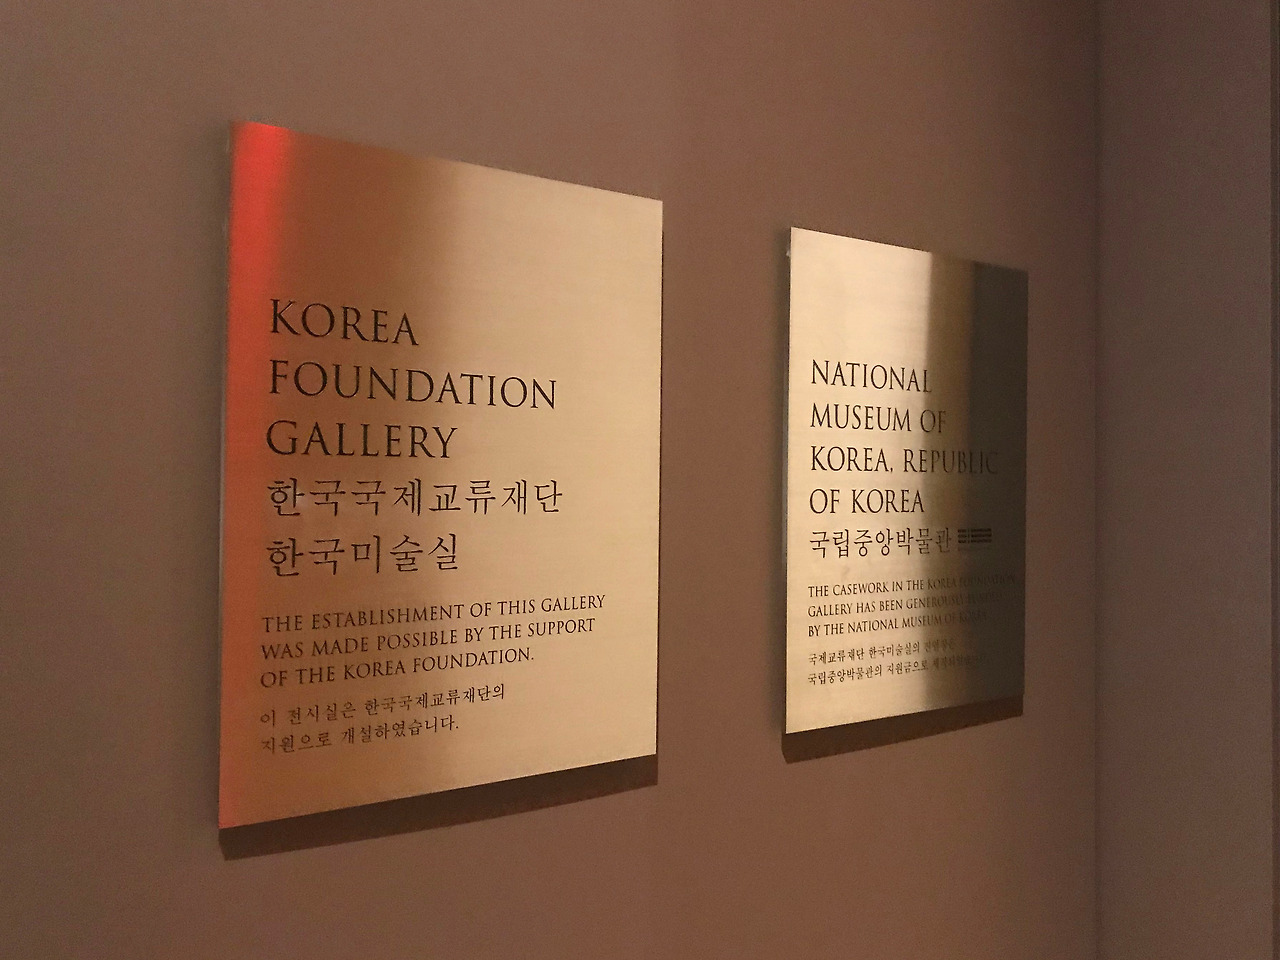 KOREA
FOUNDATION
GALLERY
한국국제교류재단
한국미술실
THE ESTABLISHMENT OF THIS GALLERY
WAS MADE POSSIBLE BY THE SUPPORT
OF THE KOREA FOUNDATION.
이 전시실은 한국국제교류재단의
지원으로 개설하였습니다.
NATIONAL
MUSEUM OF
KOREA, REPUBLIC
OF KOREA
국립중앙박물관
THE CASEWORK IN THE KOREA FOUNDATION
GALLERY HAS BEEN GENEROUSLY
BY THE NATIONAL MUSEUM OF KOREA
국제교류재단 한국미술실의
국립중앙박물관의 지원금으로